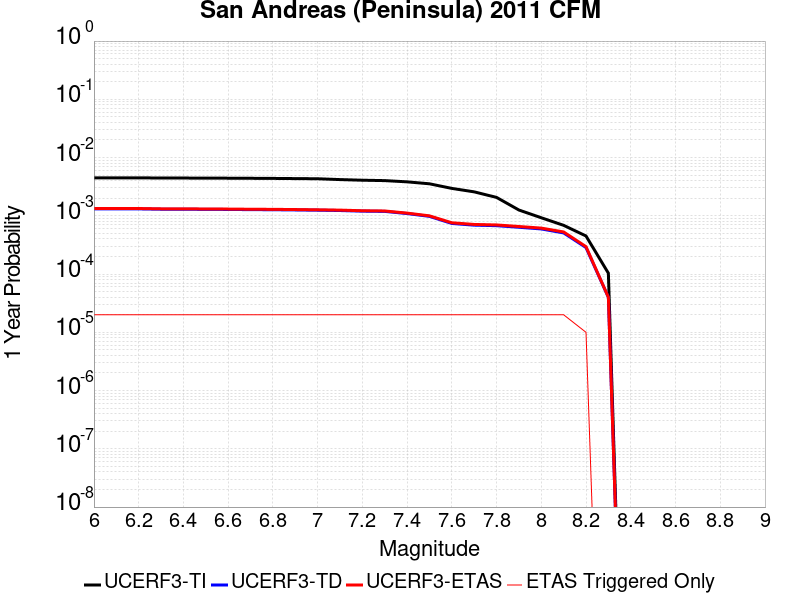 San Andreas (Peninsula) 2011 CFM
10^0
10^-1
10^-2
10^-3
10^-4
10^-5
10^-6
10^-7
10^-8
1 Year Probability
6 6.2 6.4 6.6 6.8 7 7.2 7.4 7.6 7.8 8 8.2 8.4 8.6 8.8 9
Magnitude
UCERF3-TI UCERF3-TD UCERF3-ETAS ETAS Triggered Only